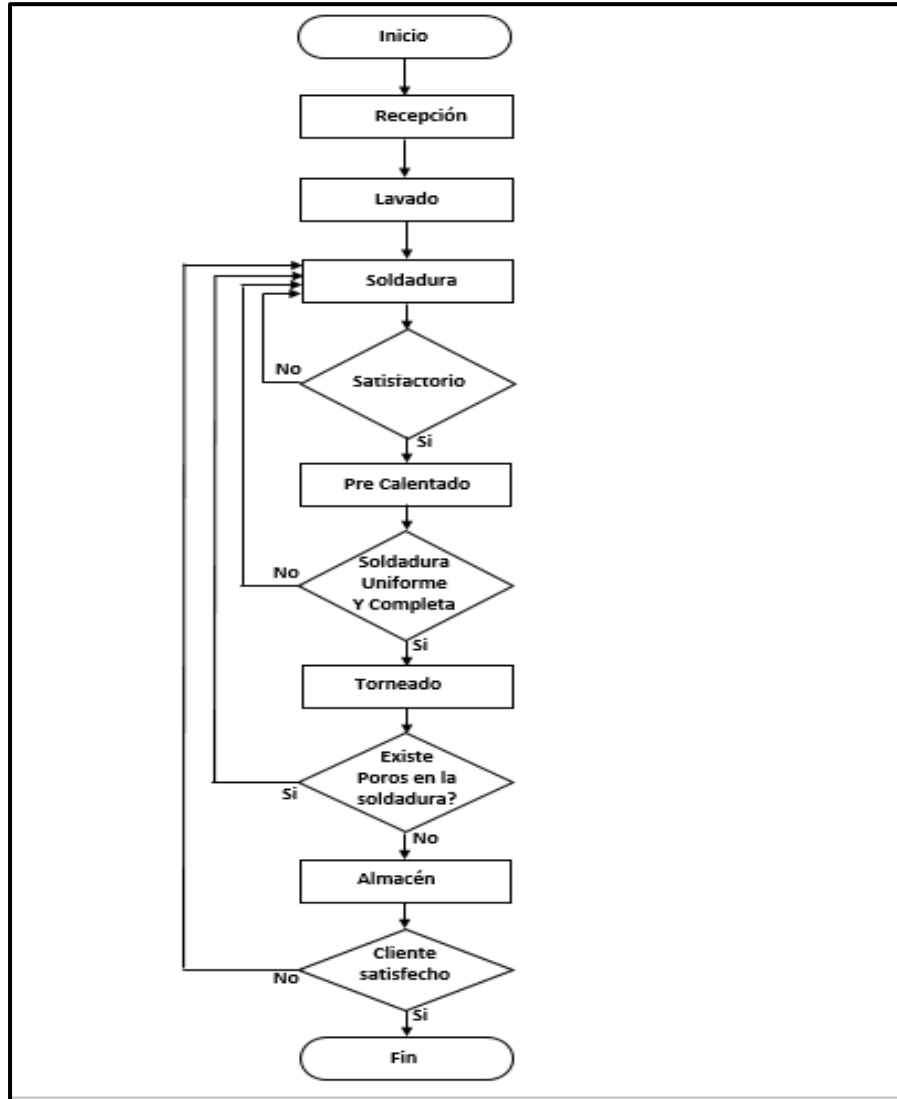 Inicio
Recepción
Lavado
Soldadura
No
Satisfactorio
Si
Pre Calentado
No
Soldadura
Uniforme
Y Completa
Si
Torneado
Existe
Poros en la
soldadura?
Si
No
Almacén
Cliente
satisfecho
No
Si
Fin